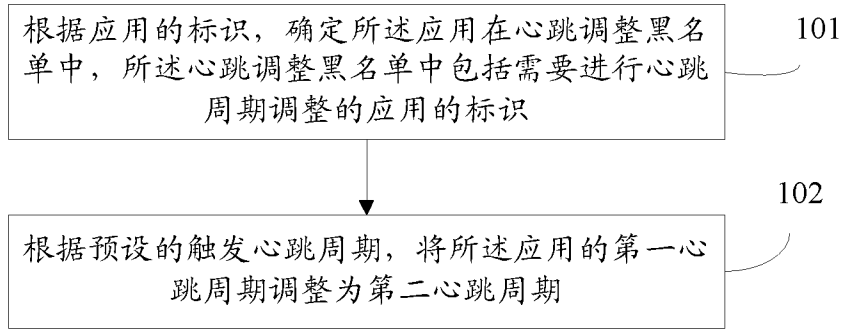 根据应用的标识，确定所述应用在心跳调整黑名
单中，所述心跳调整黑名单中包括需要进行心跳
周期调整的应用的标识
101
根据预设的触发心跳周期，将所述应用的第一心
跳周期调整为第二心跳周期
102